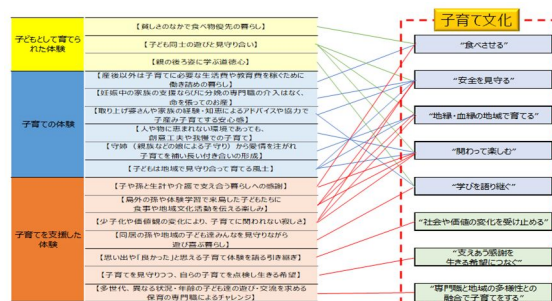 子育て文化
子どもとして育てら
れた体験
【貧しさのなかで食べ物優先の暮らし】
【子ども同士の遊びと見守り合い】
【親の後ろ姿に学ぶ道徳心】
子育ての体験
【産後以外は子育てに必要な生活費や教育費を稼ぐために
働き詰めの暮らし】
【妊娠中の家族の支援ならびに分娩の専門職の介入はなく、
命を張ってのお産】
【取り上げ婆さんや家族の経験・知恵によるアドバイスや協力で
子産み子育てする安心感】
【人や物に恵まれない環境であっても、
創意工夫や我慢での子育て】
【守姉（親族などの娘による子守り）から愛情を注がれ
子育てを補い長い付き合いの形成】
【子どもは地域で見守り合って育てる風土】
子育てを支援した
体験
【子や孫と生計や介護で支え合う暮らしへの感謝】
【島外の孫や体験学習で来島した子どもたちに
食事や地域文化活動を伝える楽しみ】
【少子化や価値観の変化により、子育てに関われない寂しさ】
【同居の孫や地域の子ども達みんなを見守りながら
遊び喜ぶ暮らし】
【思い出や「良かった」と思える子育て体験を語る引き継ぎ】
【子育てを見守りつつ、自らの子育てを点検し生きる希望】
【多世代、異なる状況・年齢の子ども達の遊び・交流を求める
保育の専門職によるチャレンジ】
“食べさせる”
“安全を見守る”
“地縁・血縁の地域で育てる”
“関わって楽しむ”
“学びを語り継ぐ”
“社会や価値の変化を受け止める”
“支えあう感謝を
生きる希望につなぐ”
“専門職と地域の多様性との
融合で子育てをする”